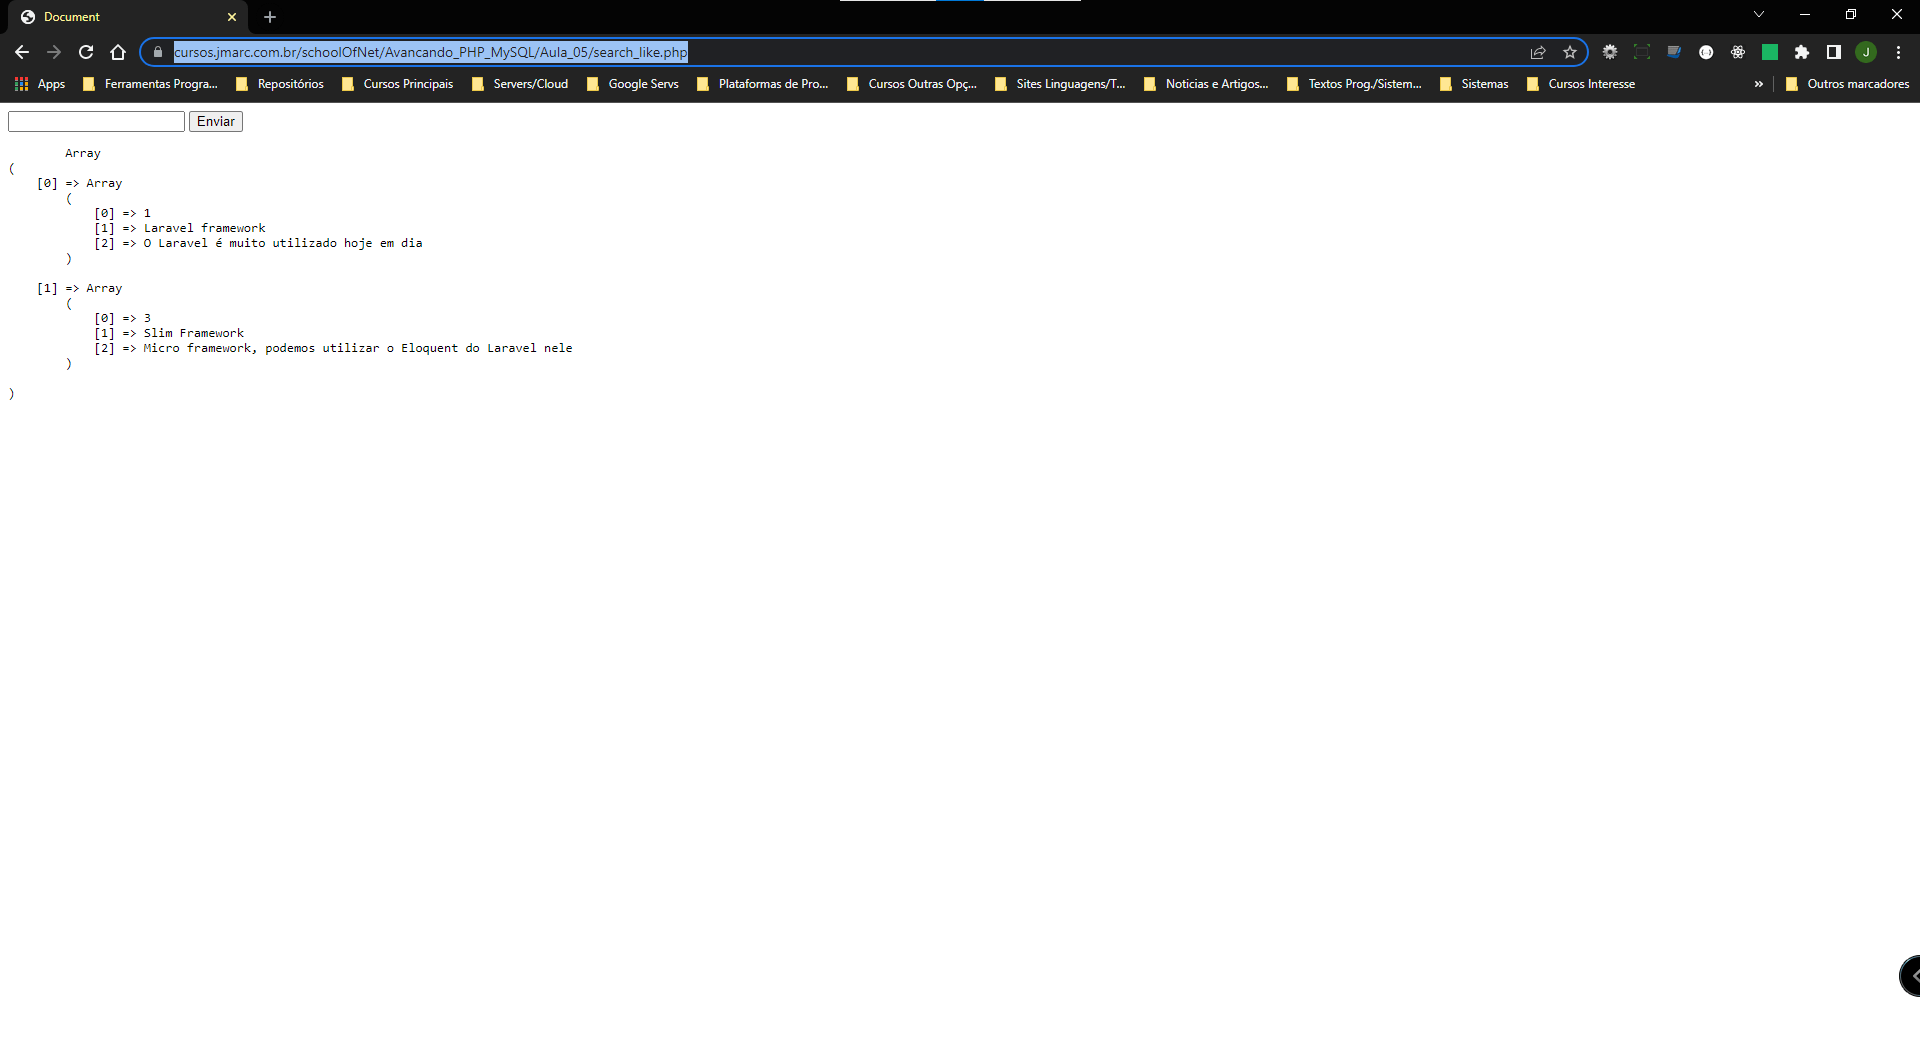 Document
cursos.jmarc.com.br/schoolOfNet/Avancando_PHP_MySQL/Aula_05/search_like.php
J
Apps Ferramentas Progra... Repositórios Cursos Principais Servers/Cloud Google Servs Plataformas de Pro... Cursos Outras Opç... Sites Linguagens/T... Noticias e Artigos... Textos Prog./Sistem... Sistemas Cursos Interesse » Outros marcadores
Enviar
Array
(
[0] => Array
(
[0] => 1
[1] => Laravel framework
[2] => O Laravel é muito utilizado hoje em dia
)
[1] => Array
(
[0] => 3
[1] => Slim Framework
[2] => Micro framework, podemos utilizar o Eloquent do Laravel nele
)
)